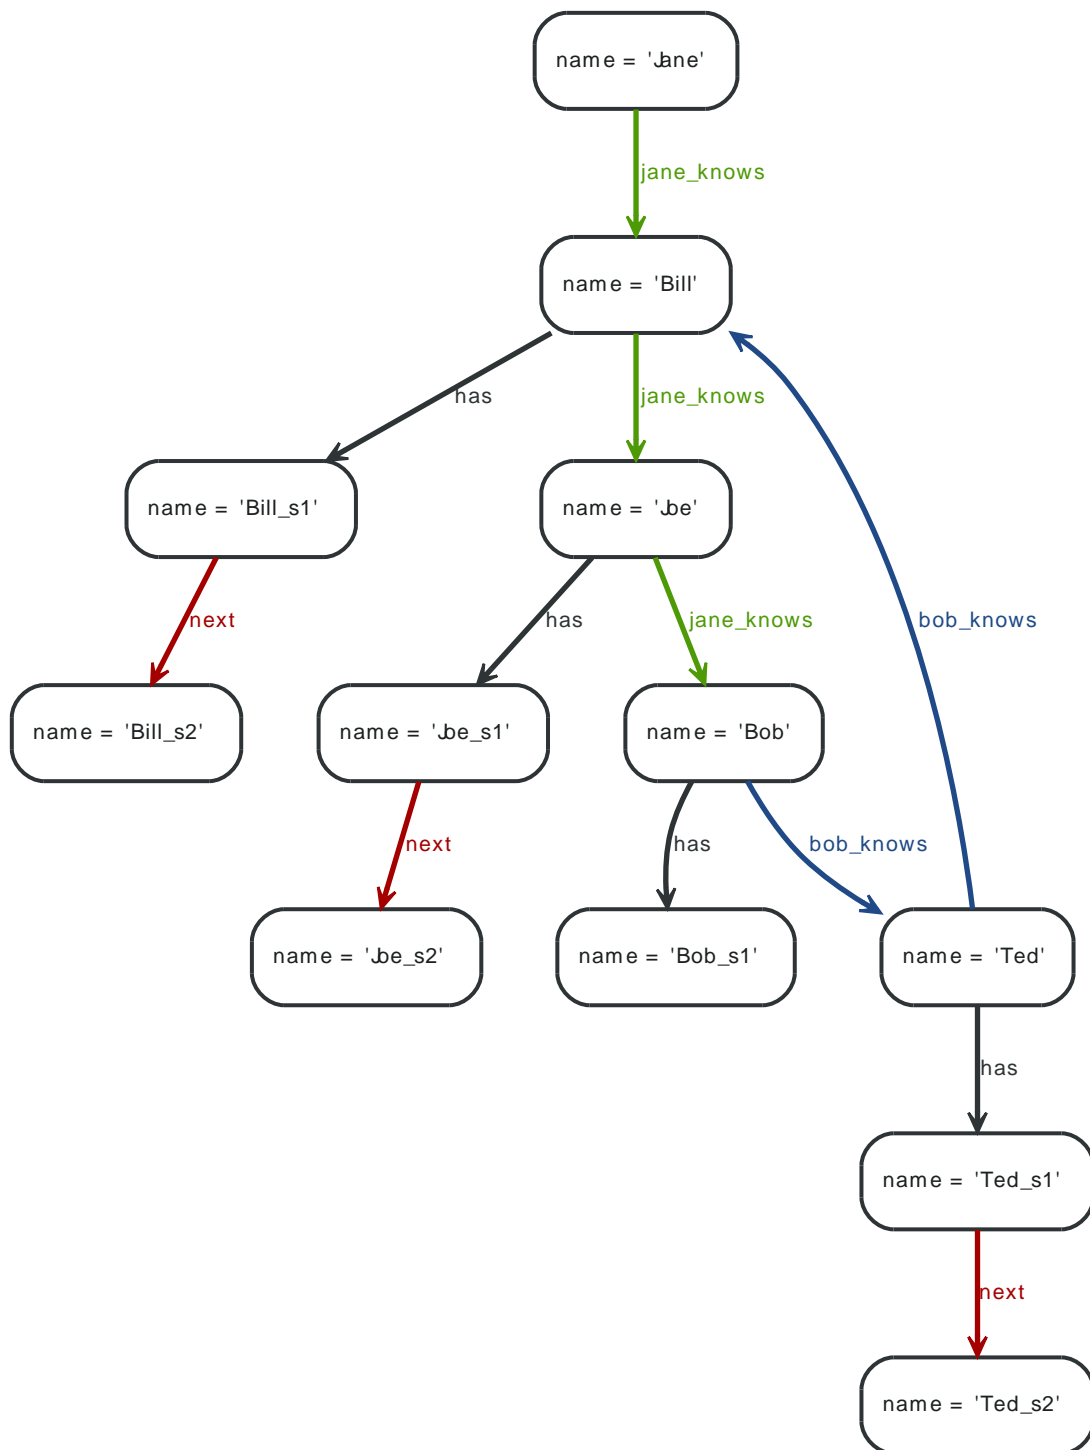 name = 'Jane'
jane_knows
name = 'Bill'
has
jane_knows
name = 'Bill_s1'
name = 'Joe'
next
has
jane_knows
bob_knows
name = 'Bill_s2'
name = 'Joe_s1'
name = 'Bob'
next
has
bob_knows
name = 'Joe_s2'
name = 'Bob_s1'
name = 'Ted'
has
name = 'Ted_s1'
next
name = 'Ted_s2'